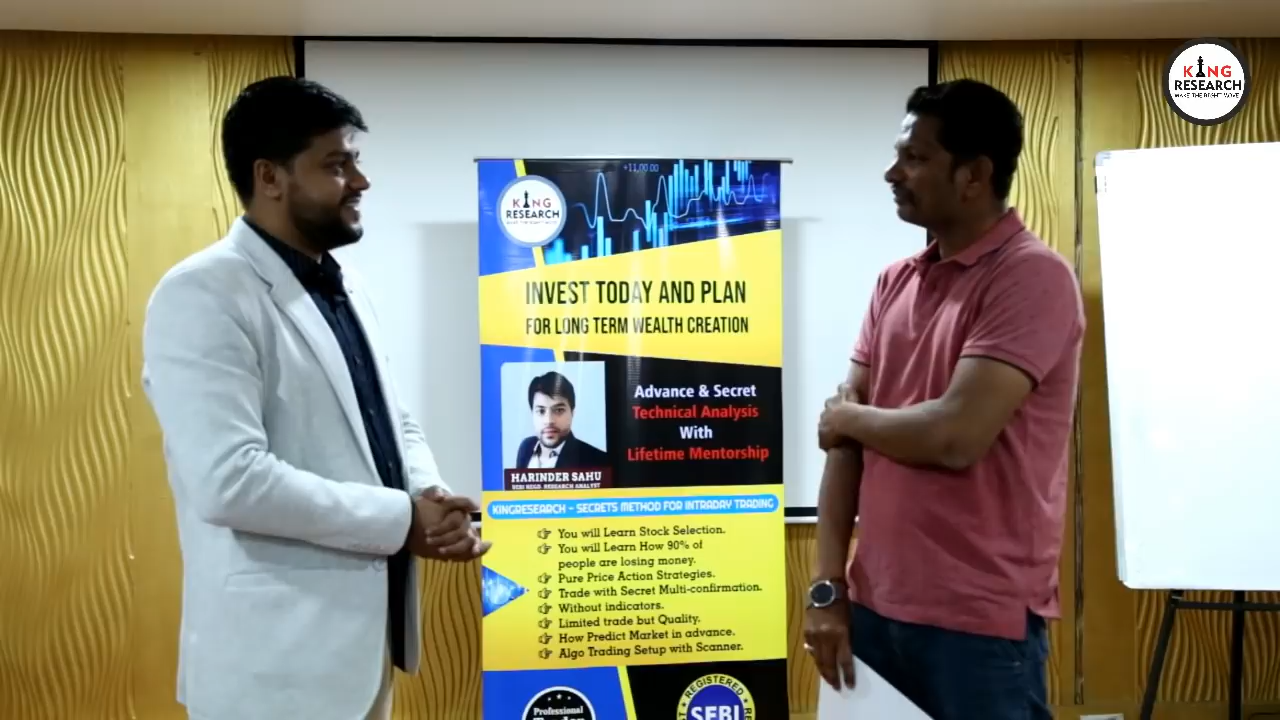 KING
RESEARCH
MAKE THE RIGHT MOVE
+11,00.00
KING
RESEARCH
MAKE THE RIGHT MOVE
INVEST TODAY AND PLAN
FOR LONG TERM WEALTH CREATION
Advance & Secret
Technical Analysis
With
Lifetime Mentorship
HARINDER SAHU
SEBI REGD. RESEARCH ANALYST
KINGRESEARCH - SECRETS METHOD FOR INTRADAY TRADING
You will Learn Stock Selection.
You will Learn How 90% of
people are losing money.
Pure Price Action Strategies.
Trade with Secret Multi-confirmation.
Without indicators.
Limited trade but Quality.
How Predict Market in advance.
Algo Trading Setup with Scanner.
Professional
REGISTERED
SEBI